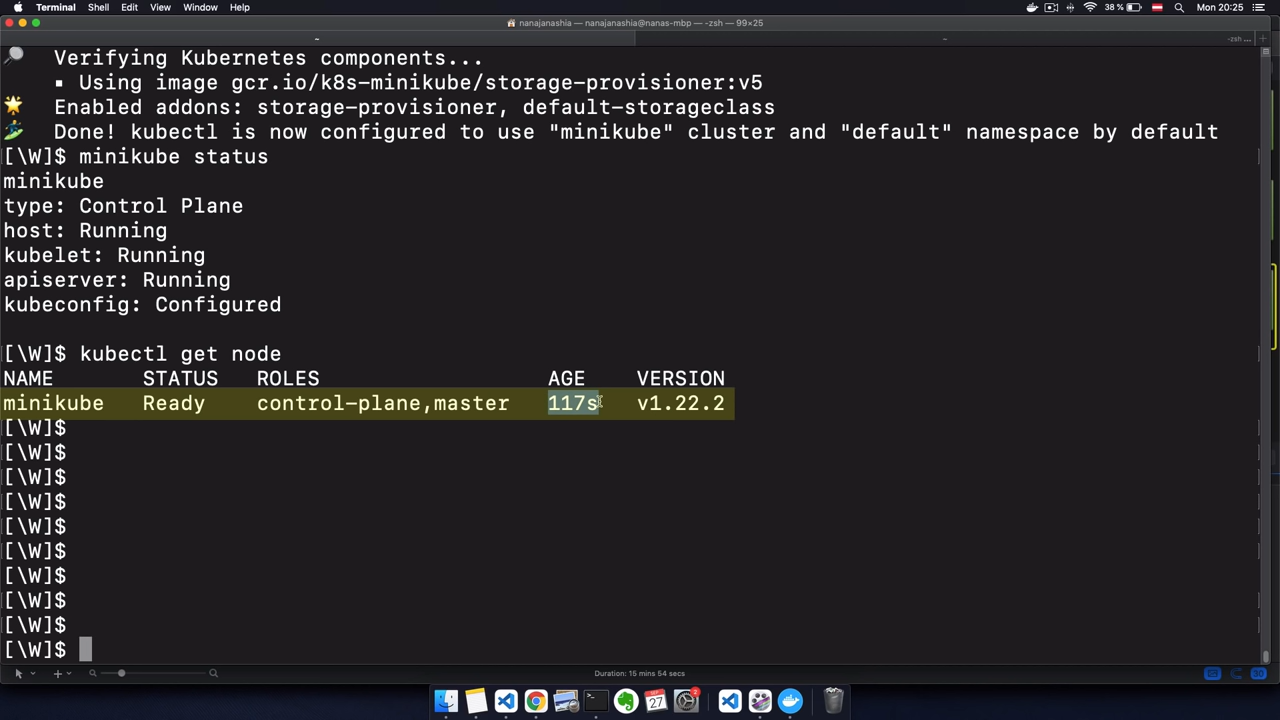 Terminal Shell Edit View Window Help 38 % Mon 20:25
nanajanashia — nanajanashia@nanas-mbp — -zsh — 99×25
~ ~ -zsh ...
Verifying Kubernetes components...
▪ Using image gcr.io/k8s-minikube/storage-provisioner:v5
Enabled addons: storage-provisioner, default-storageclass
Done! kubectl is now configured to use "minikube" cluster and "default" namespace by default
[\W]$ minikube status
minikube
type: Control Plane
host: Running
kubelet: Running
apiserver: Running
kubeconfig: Configured
[\W]$ kubectl get node
NAME STATUS ROLES AGE VERSION
minikube Ready control-plane,master 117s v1.22.2
[\W]$
[\W]$
[\W]$
[\W]$
[\W]$
[\W]$
[\W]$
[\W]$
[\W]$
[\W]$
Duration: 15 mins 54 secs
30
SEP
27
2